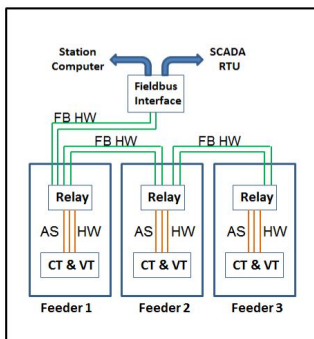 Station
Computer
SCADA
RTU
Fieldbus
Interface
FB HW
FB HW
FB HW
Relay
Relay
Relay
AS HW
AS HW
AS HW
CT & VT
CT & VT
CT & VT
Feeder 1
Feeder 2
Feeder 3